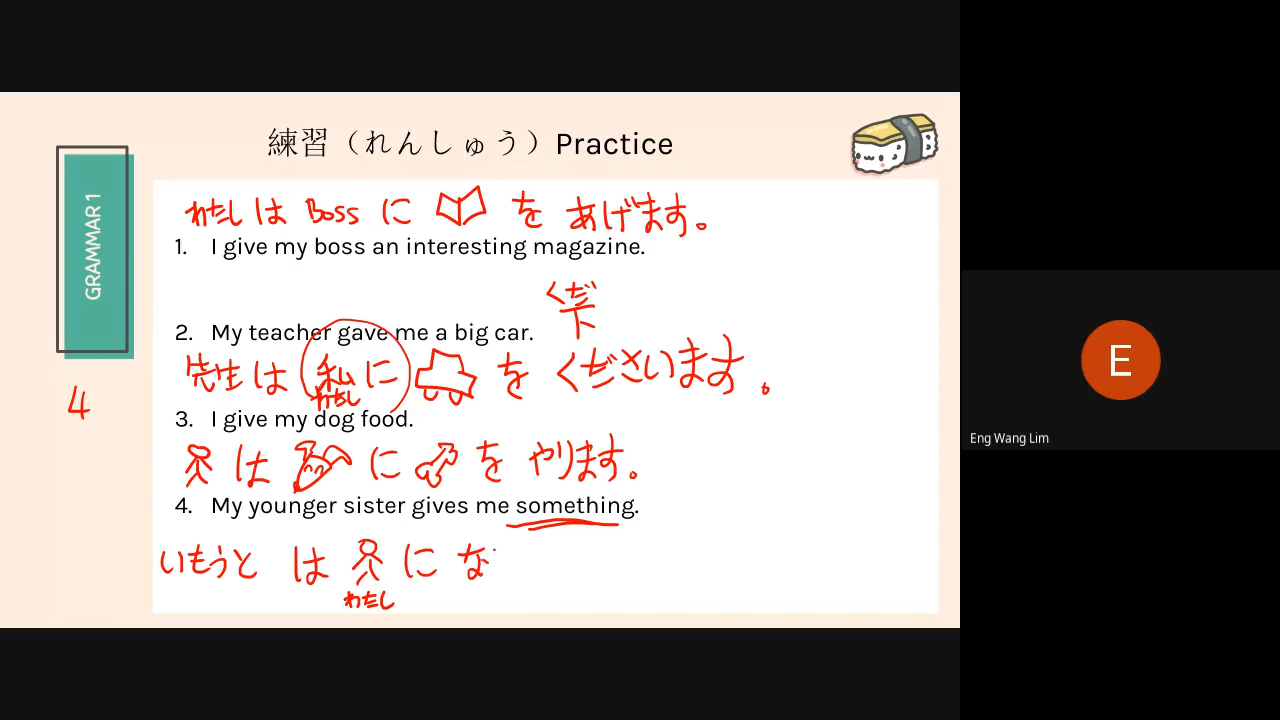 練習（れんしゅう）Practice
GRAMMAR 1
わたしは Boss に を あげます。
1. I give my boss an interesting magazine.
くだ
下
2. My teacher gave me a big car.
先生は 私に を くださいます。
わたし
4
3. I give my dog food.
は に を やります。
4. My younger sister gives me something.
いもうと は に な
わたし
E
Eng Wang Lim